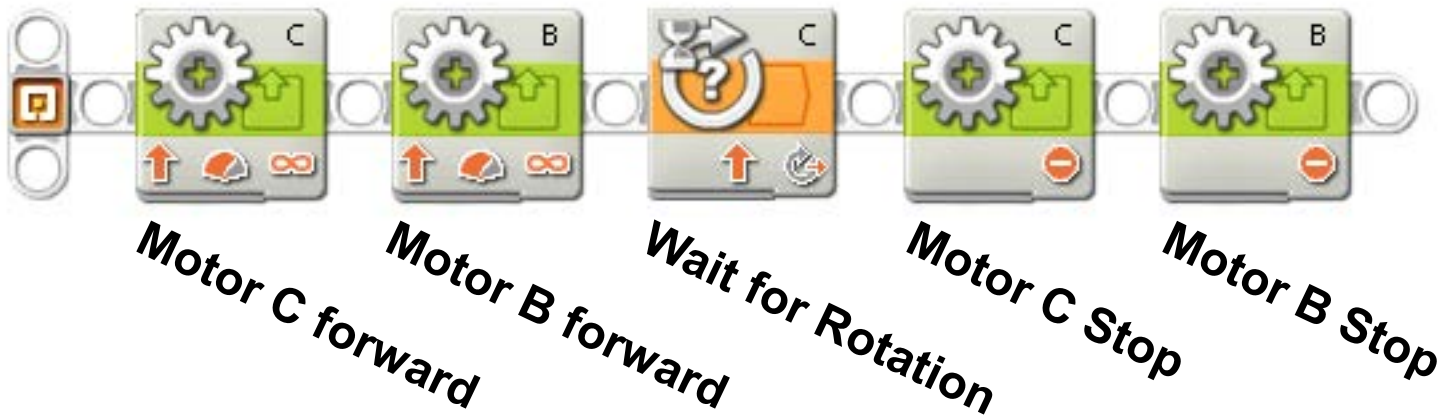 C
B
C
C
B
?
Motor C forward
Motor B forward
Wait for Rotation
Motor C Stop
Motor B Stop